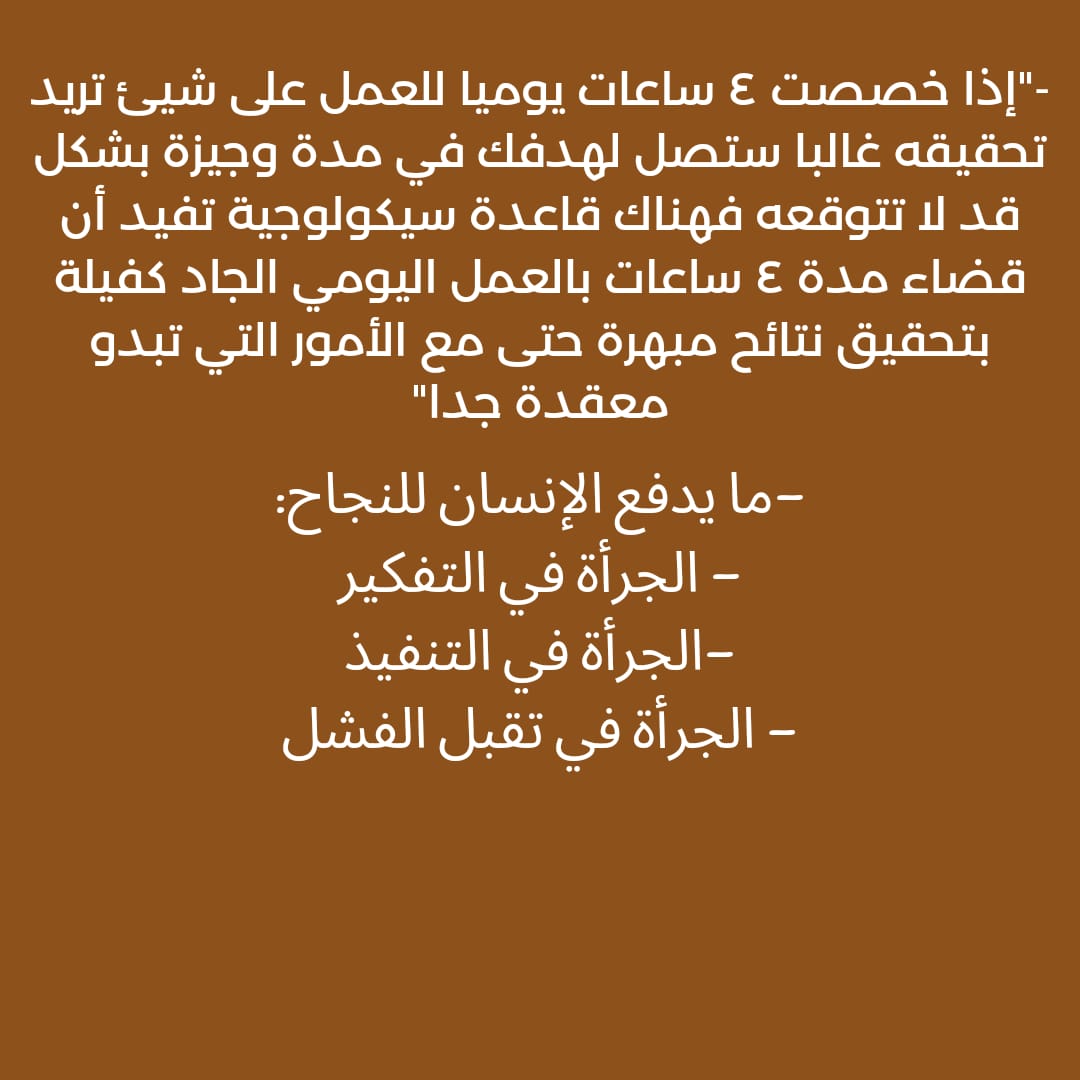 -"إذا خصصت ٤ ساعات يوميا للعمل على شيئ تريد
تحقيقه غالبا ستصل لهدفك في مدة وجيزة بشكل
قد لا تتوقعه فهناك قاعدة سيكولوجية تفيد أن
قضاء مدة ٤ ساعات بالعمل اليومي الجاد كفيلة
بتحقيق نتائح مبهرة حتى مع الأمور التي تبدو
معقدة جدا"
–ما يدفع الإنسان للنجاح:
– الجرأة في التفكير
–الجرأة في التنفيذ
– الجرأة في تقبل الفشل